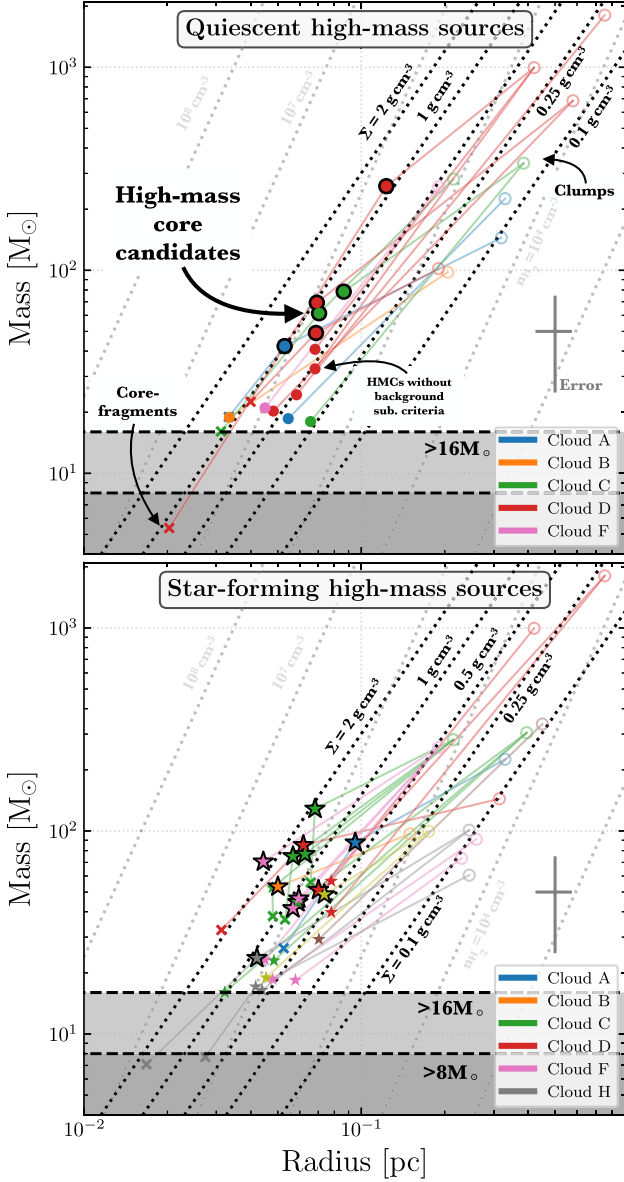 Quiescent high-mass sources
10⁸ cm⁻³
10⁷ cm⁻³
Σ = 2 g cm⁻³
1 g cm⁻³
0.25 g cm⁻³
0.1 g cm⁻³
10³
Clumps
High-mass
core
candidates
nH₂=10⁴ cm⁻³
Mass [M⊙]
10²
HMCs without
background
sub. criteria
Error
Core-
fragments
>16M⊙
10¹
Cloud A
Cloud B
Cloud C
Cloud D
Cloud F
Star-forming high-mass sources
10⁸ cm⁻³
10⁷ cm⁻³
Σ = 2 g cm⁻³
1 g cm⁻³
0.5 g cm⁻³
0.25 g cm⁻³
10³
Mass [M⊙]
10²
Σ = 0.1 g cm⁻³
nH₂=10⁴ cm⁻³
>16M⊙
10¹
>8M⊙
Cloud A
Cloud B
Cloud C
Cloud D
Cloud F
Cloud H
10⁻²
10⁻¹
Radius [pc]